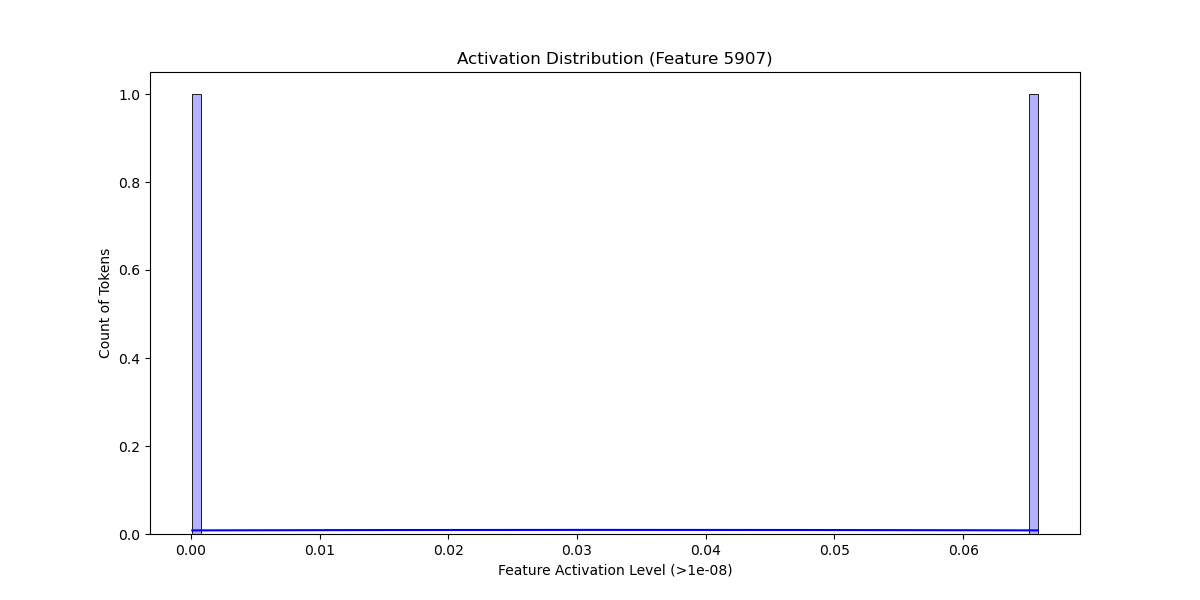 Activation Distribution (Feature 5907)
1.0
0.8
0.6
0.4
0.2
0.0
Count of Tokens
0.00 0.01 0.02 0.03 0.04 0.05 0.06
Feature Activation Level (>1e-08)